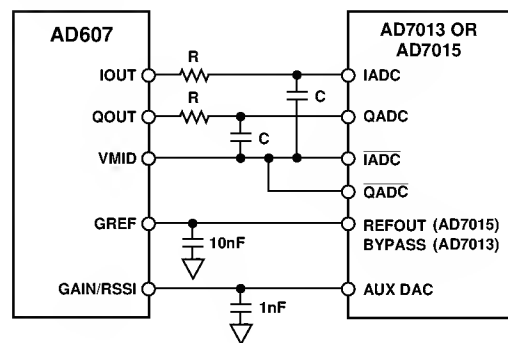 AD607
AD7013 OR
AD7015
IOUT
R
IADC
C
R
QOUT
QADC
C
VMID
IADC
QADC
GREF
REFOUT (AD7015)
BYPASS (AD7013)
10nF
GAIN/RSSI
AUX DAC
1nF